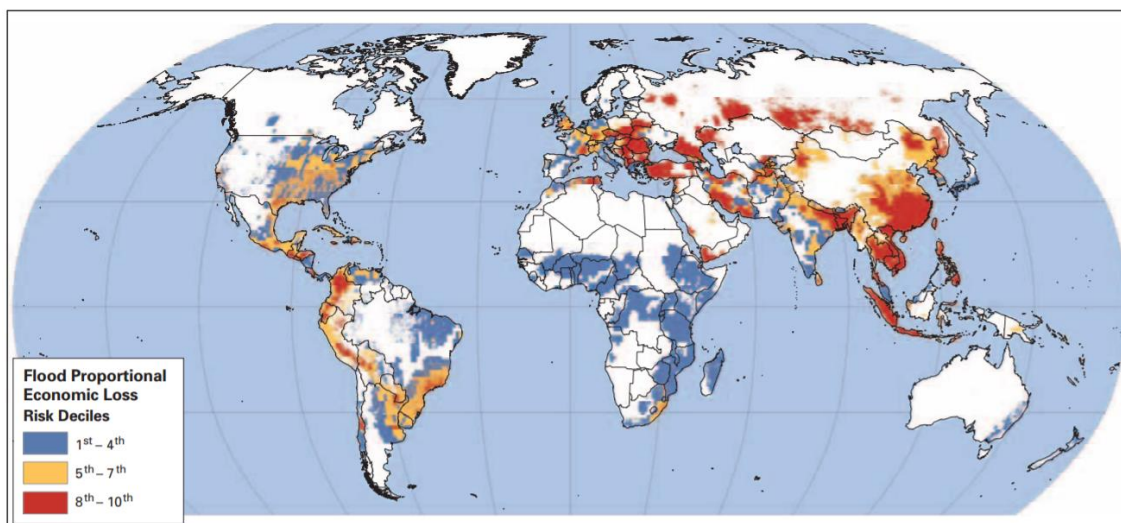 Flood Proportional
Economic Loss
Risk Deciles
1st – 4th
5th – 7th
8th – 10th